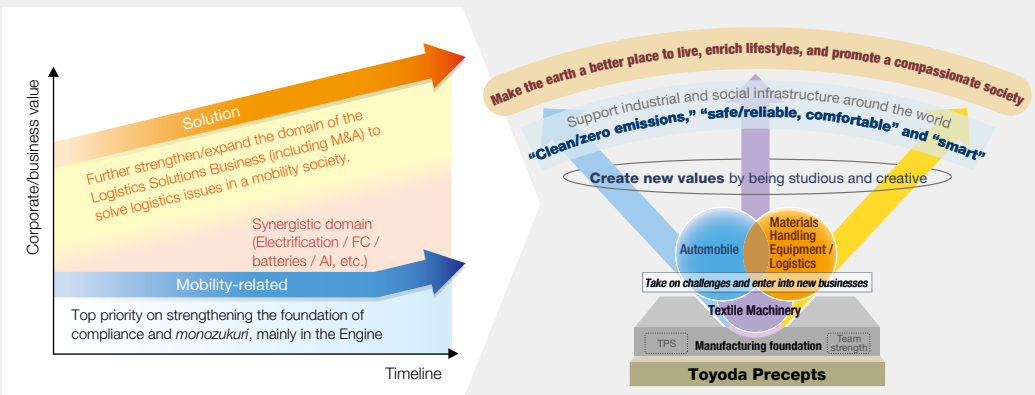 Corporate/business value
Solution
Further strengthen/expand the domain of the
Logistics Solutions Business (including M&A) to
solve logistics issues in a mobility society.
Synergistic domain
(Electrification / FC /
batteries / AI, etc.)
Mobility-related
Top priority on strengthening the foundation of
compliance and monozukuri, mainly in the Engine
Timeline
Make the earth a better place to live, enrich lifestyles, and promote a compassionate society
Support industrial and social infrastructure around the world
“Clean/zero emissions,” “safe/reliable, comfortable” and “smart”
Create new values by being studious and creative
Automobile
Materials
Handling
Equipment /
Logistics
Take on challenges and enter into new businesses
Textile Machinery
TPS
Manufacturing foundation
Team
strength
Toyoda Precepts